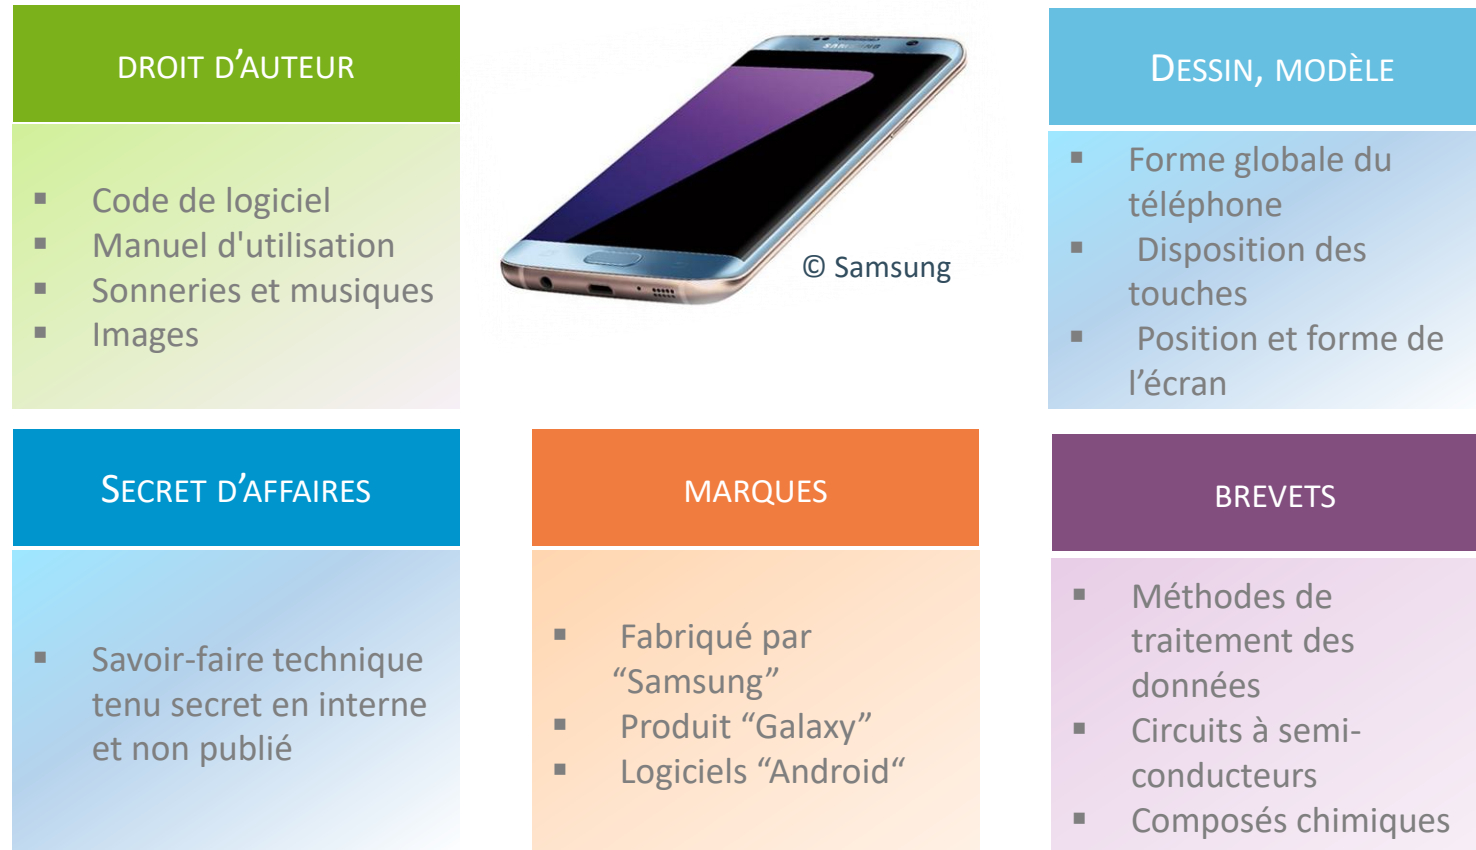 DROIT D’AUTEUR
▪ Code de logiciel
▪ Manuel d'utilisation
▪ Sonneries et musiques
▪ Images
SAMSUNG
© Samsung
DESSIN, MODÈLE
▪ Forme globale du
téléphone
▪ Disposition des
touches
▪ Position et forme de
l’écran
SECRET D’AFFAIRES
▪ Savoir-faire technique
tenu secret en interne
et non publié
MARQUES
▪ Fabriqué par
“Samsung”
▪ Produit “Galaxy”
▪ Logiciels “Android“
BREVETS
▪ Méthodes de
traitement des
données
▪ Circuits à semi-
conducteurs
▪ Composés chimiques